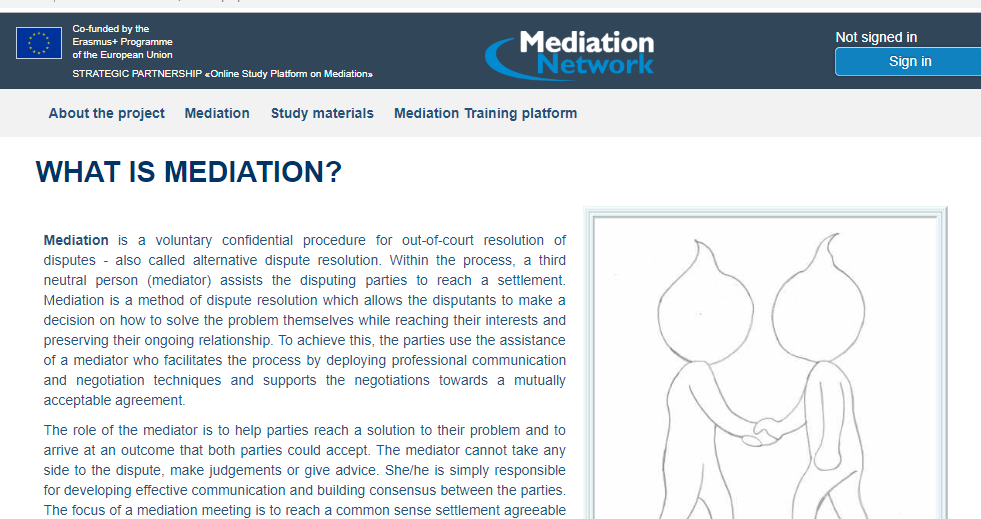 Co-funded by the
Erasmus+ Programme
of the European Union
STRATEGIC PARTNERSHIP «Online Study Platform on Mediation»
Mediation
Network
Not signed in
Sign in
About the project Mediation Study materials Mediation Training platform
WHAT IS MEDIATION?
Mediation is a voluntary confidential procedure for out-of-court resolution of
disputes - also called alternative dispute resolution. Within the process, a third
neutral person (mediator) assists the disputing parties to reach a settlement.
Mediation is a method of dispute resolution which allows the disputants to make a
decision on how to solve the problem themselves while reaching their interests and
preserving their ongoing relationship. To achieve this, the parties use the assistance
of a mediator who facilitates the process by deploying professional communication
and negotiation techniques and supports the negotiations towards a mutually
acceptable agreement.
The role of the mediator is to help parties reach a solution to their problem and to
arrive at an outcome that both parties could accept. The mediator cannot take any
side to the dispute, make judgements or give advice. She/he is simply responsible
for developing effective communication and building consensus between the parties.
The focus of a mediation meeting is to reach a common sense settlement agreeable